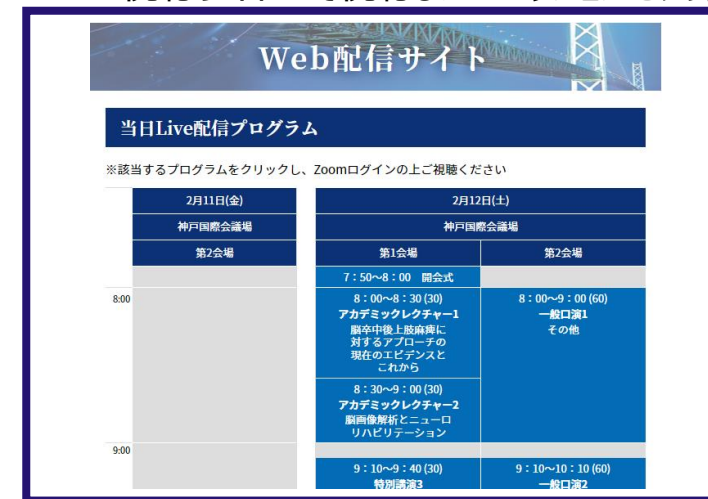 Web配信サイト
当日Live配信プログラム
※該当するプログラムをクリックし、Zoomログインの上ご視聴ください
2月11日(金)
2月12日(土)
神戸国際会議場
神戸国際会議場
第2会場
第1会場
第2会場
7：50〜8：00 開会式
8:00
8：00〜8：30 (30)
アカデミックレクチャー1
脳卒中後上肢麻痺に
対するアプローチの
現在のエビデンスと
これから
8：00〜9：00 (60)
一般口演1
その他
8：30〜9：00 (30)
アカデミックレクチャー2
脳画像解析とニューロ
リハビリテーション
9:00
9：10〜9：40 (30)
特別講演3
9：10〜10：10 (60)
一般口演2